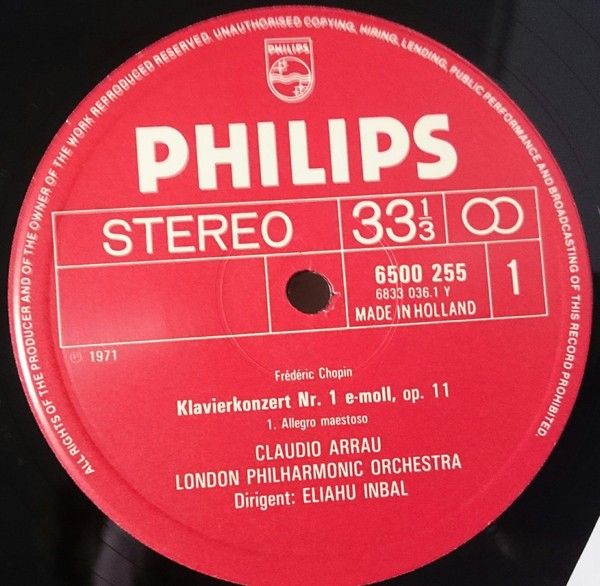 ALL RIGHTS OF THE PRODUCER AND OF THE OWNER OF THE WORK REPRODUCED RESERVED. UNAUTHORISED COPYING, HIRING, LENDING, PUBLIC PERFORMANCE AND BROADCASTING OF THIS RECORD PROHIBITED.
PHILIPS
PHILIPS
STEREO
33 1/3
6500 255
6833 036.1 Y
MADE IN HOLLAND
1
℗ 1971
Frédéric Chopin
Klavierkonzert Nr. 1 e-moll, op. 11
1. Allegro maestoso
CLAUDIO ARRAU
LONDON PHILHARMONIC ORCHESTRA
Dirigent: ELIAHU INBAL